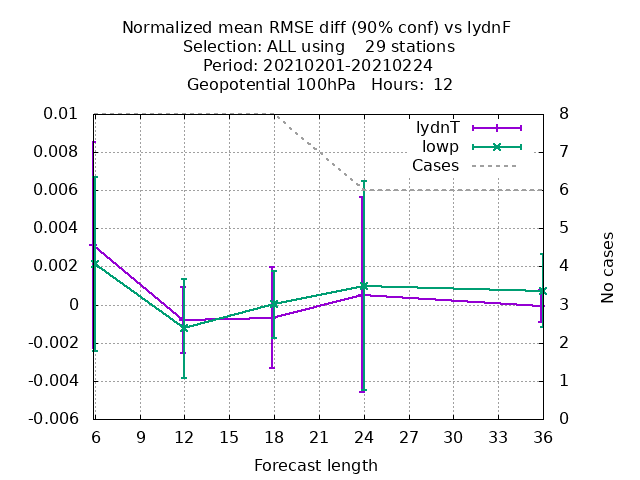 Normalized mean RMSE diff (90% conf) vs lydnF
Selection: ALL using    29 stations
Period: 20210201-20210224
Geopotential 100hPa   Hours:  12
0.01
0.008
0.006
0.004
0.002
0
-0.002
-0.004
-0.006
8
7
6
5
4
3
2
1
0
lydnT
lowp
Cases
No cases
6 9 12 15 18 21 24 27 30 33 36
Forecast length